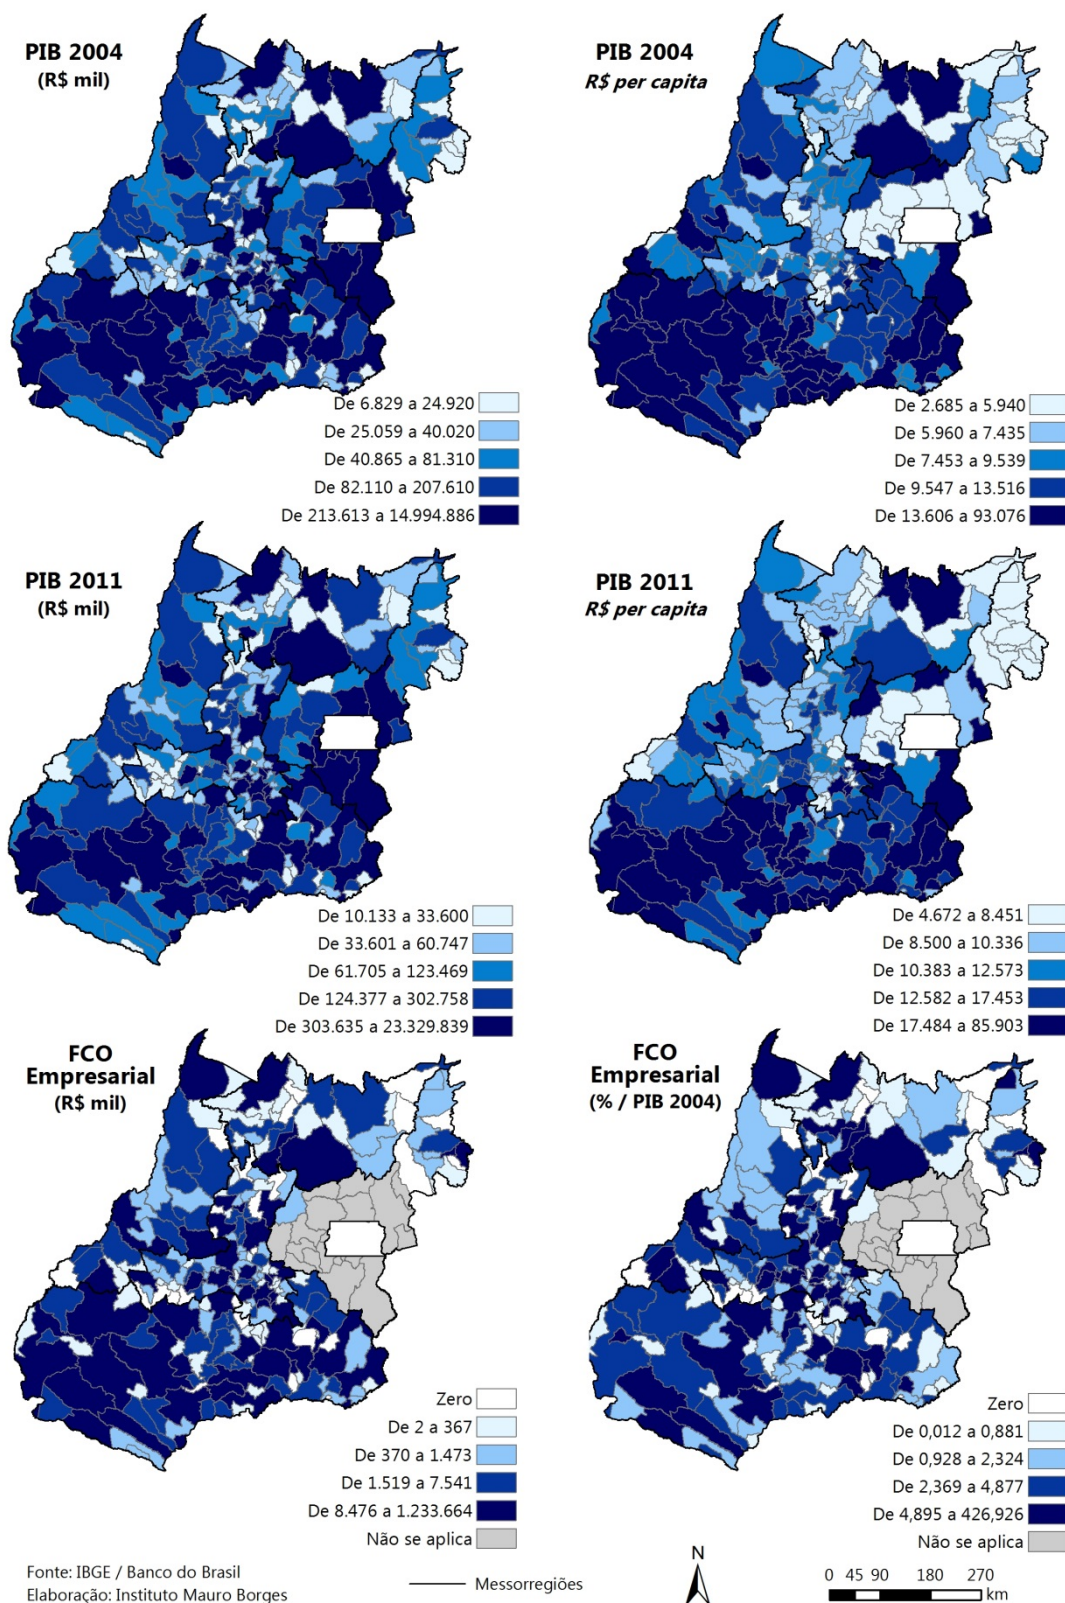 PIB 2004
(R$ mil)
De 6.829 a 24.920
De 25.059 a 40.020
De 40.865 a 81.310
De 82.110 a 207.610
De 213.613 a 14.994.886
PIB 2004
R$ per capita
De 2.685 a 5.940
De 5.960 a 7.435
De 7.453 a 9.539
De 9.547 a 13.516
De 13.606 a 93.076
PIB 2011
(R$ mil)
De 10.133 a 33.600
De 33.601 a 60.747
De 61.705 a 123.469
De 124.377 a 302.758
De 303.635 a 23.329.839
PIB 2011
R$ per capita
De 4.672 a 8.451
De 8.500 a 10.336
De 10.383 a 12.573
De 12.582 a 17.453
De 17.484 a 85.903
FCO
Empresarial
(R$ mil)
Zero
De 2 a 367
De 370 a 1.473
De 1.519 a 7.541
De 8.476 a 1.233.664
Não se aplica
FCO
Empresarial
(% / PIB 2004)
Zero
De 0,012 a 0,881
De 0,928 a 2,324
De 2,369 a 4,877
De 4,895 a 426,926
Não se aplica
Fonte: IBGE / Banco do Brasil
Elaboração: Instituto Mauro Borges
Messorregiões
N
0 45 90 180 270
km